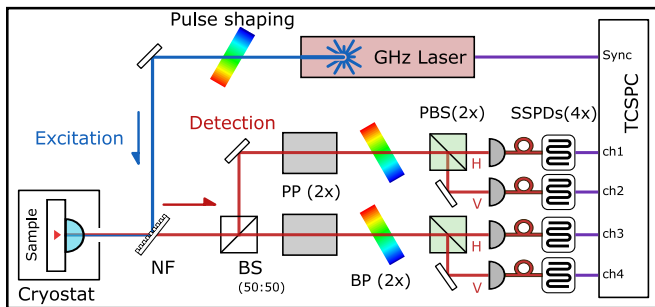 Pulse shaping
GHz Laser
Sync
TCSPC
Excitation
Detection
PBS(2x)
SSPDs(4x)
H
ch1
PP (2x)
V
ch2
Sample
H
ch3
NF
BS
(50:50)
BP (2x)
V
ch4
Cryostat